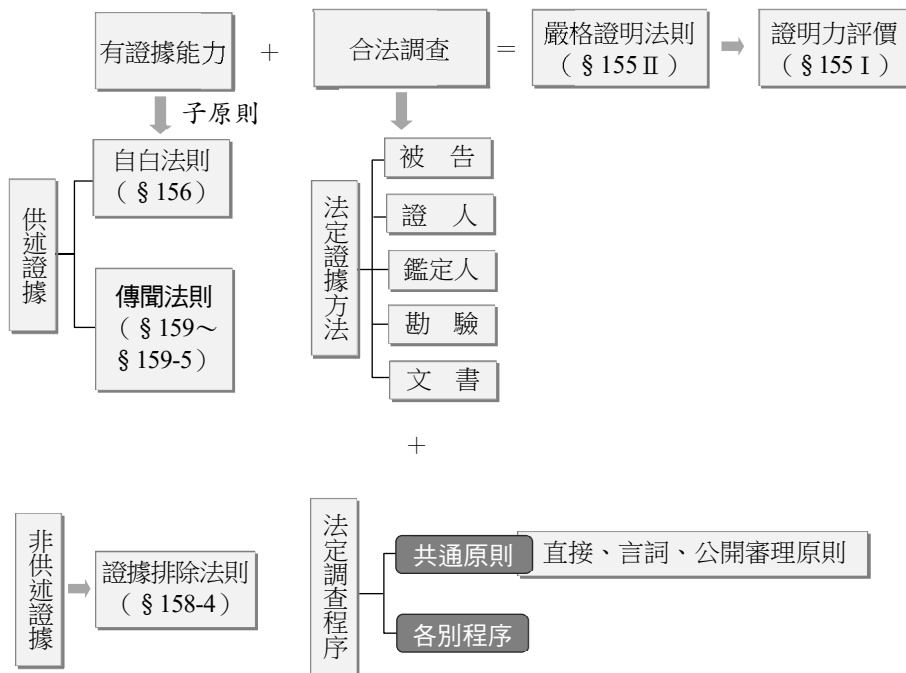 有證據能力
+
合法調查
=
嚴格證明法則
（§155Ⅱ）
證明力評價
（§155Ⅰ）
子原則
供述證據
自白法則
（§156）
傳聞法則
（§159～
§159-5）
法定證據方法
被 告
證 人
鑑定人
勘 驗
文 書
+
非供述證據
證據排除法則
（§158-4）
法定調查程序
共通原則
直接、言詞、公開審理原則
各別程序